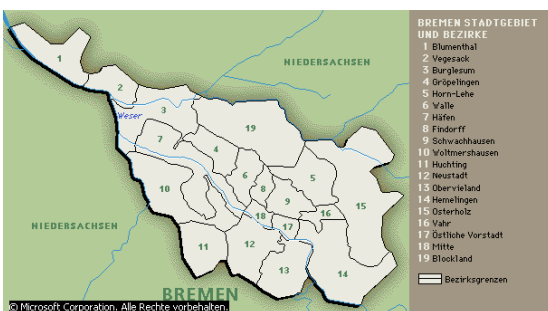 BREMEN STADTGEBIET
UND BEZIRKE
1 Blumenthal
2 Vegesack
3 Burglesum
4 Gröpelingen
5 Horn-Lehe
6 Walle
7 Häfen
8 Findorff
9 Schwachhausen
10 Woltmershausen
11 Huchting
12 Neustadt
13 Obervieland
14 Hemelingen
15 Osterholz
16 Vahr
17 Östliche Vorstadt
18 Mitte
19 Blockland
Bezirksgrenzen
NIEDERSACHSEN
1
2
3
Weser
19
7
4
5
6
8
10
9
15
18
16
17
NIEDERSACHSEN
11
12
13
14
BREMEN
© Microsoft Corporation. Alle Rechte vorbehalten.